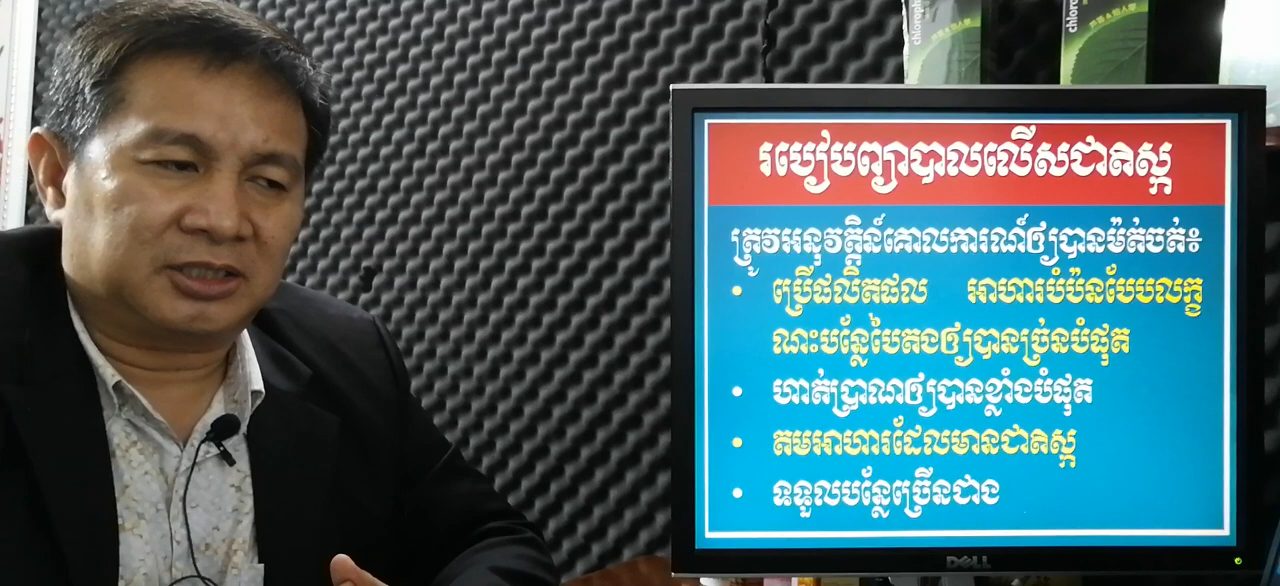 chloroph
chloro
របៀបព្យាបាលលើសជាតិស្ក
ត្រូវអនុវត្តិន៍គោលការណ៍ឲ្យបានម៉ត់ចត់៖
• ប្រើផលិតផល អាហារបំប៉នបែបលក្ខ
ណះបន្លែបៃតងឲ្យបានច្រ់នបំផ្ុត
• ហាត់ប្រាណឲ្យបានខ្លាំងបំផុត
• តមអាហារដែលមានជាតិស្ក
• ទទួលបន្លែច្រើនជាង
DELL